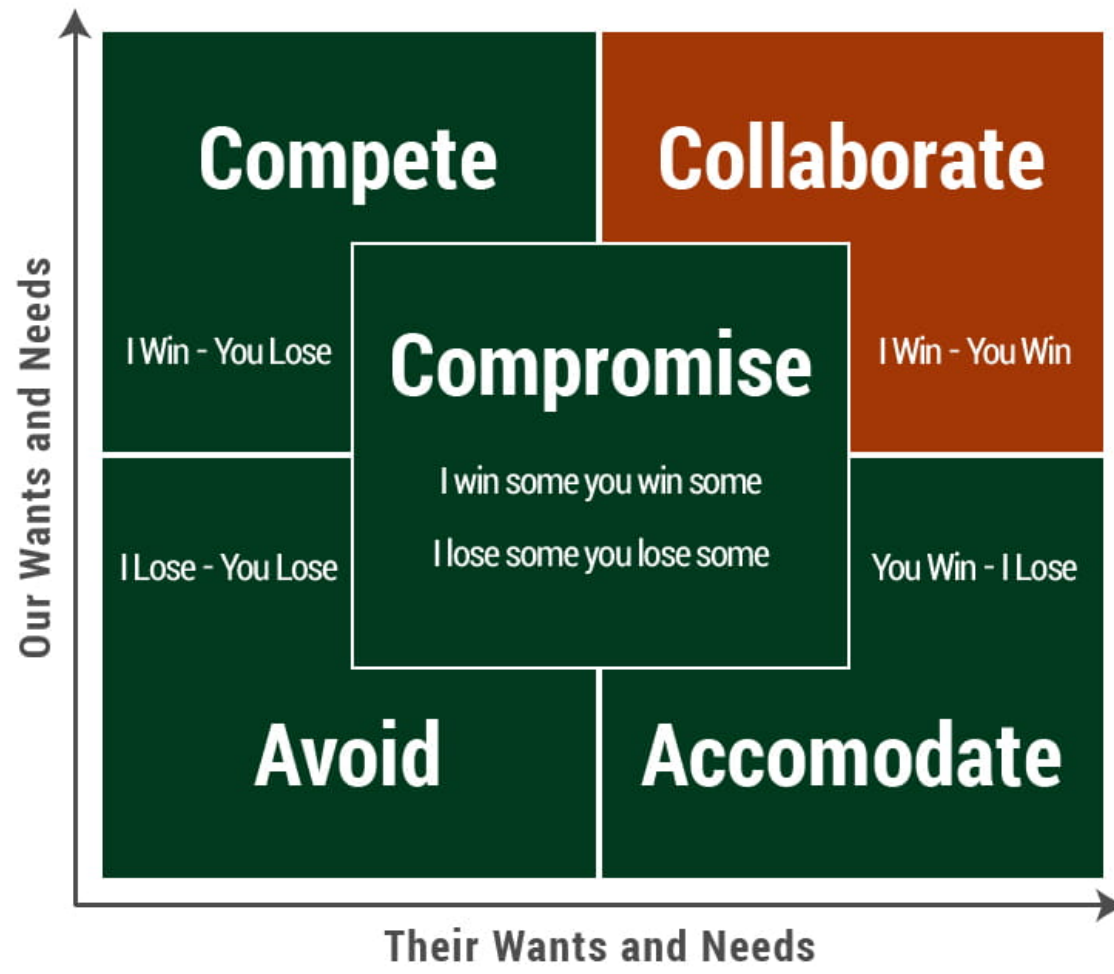 Compete
Collaborate
I Win - You Lose
I Win - You Win
Compromise
I win some you win some
I lose some you lose some
I Lose - You Lose
You Win - I Lose
Avoid
Accomodate
Our Wants and Needs
Their Wants and Needs